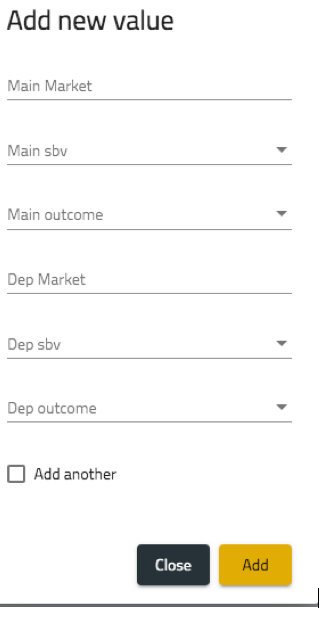 Add new value
Main Market
Main sbv
Main outcome
Dep Market
Dep sbv
Dep outcome
Add another
Close Add